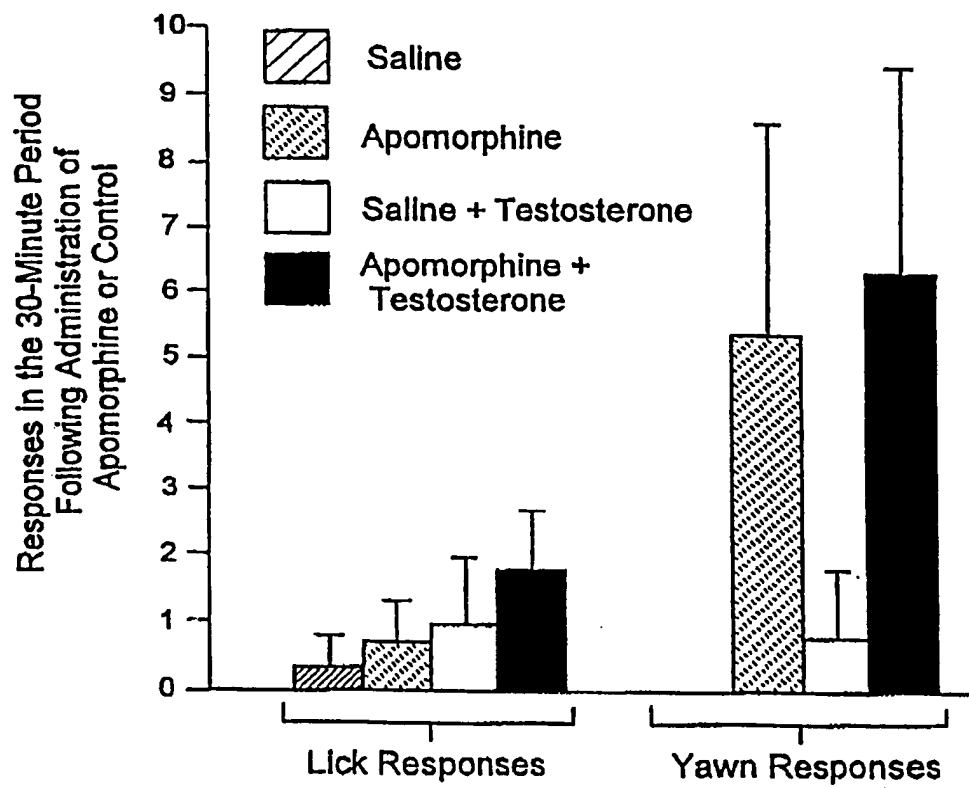 Responses in the 30-Minute Period
Following Administration of
Apomorphine or Control
10
9
8
7
6
5
4
3
2
1
0
Saline
Apomorphine
Saline + Testosterone
Apomorphine +
Testosterone
Lick Responses
Yawn Responses